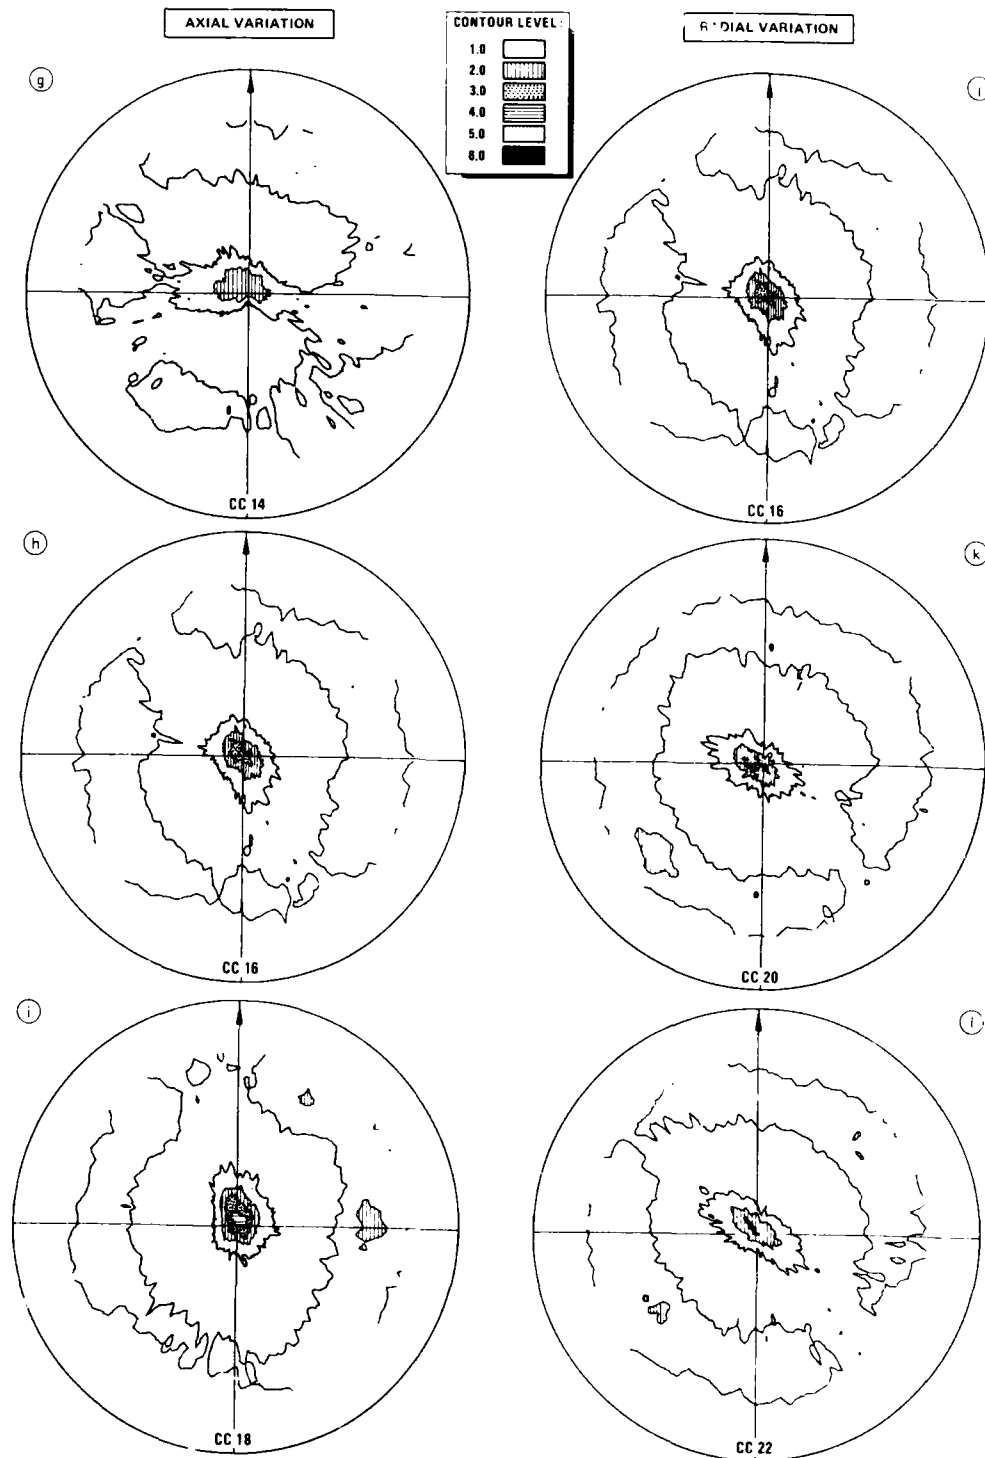 AXIAL VARIATION
CONTOUR LEVEL:
1.0
2.0
3.0
4.0
5.0
6.0
R DIAL VARIATION
g
CC 14
CC 16
h
CC 16
k
CC 20
i
CC 18
CC 22